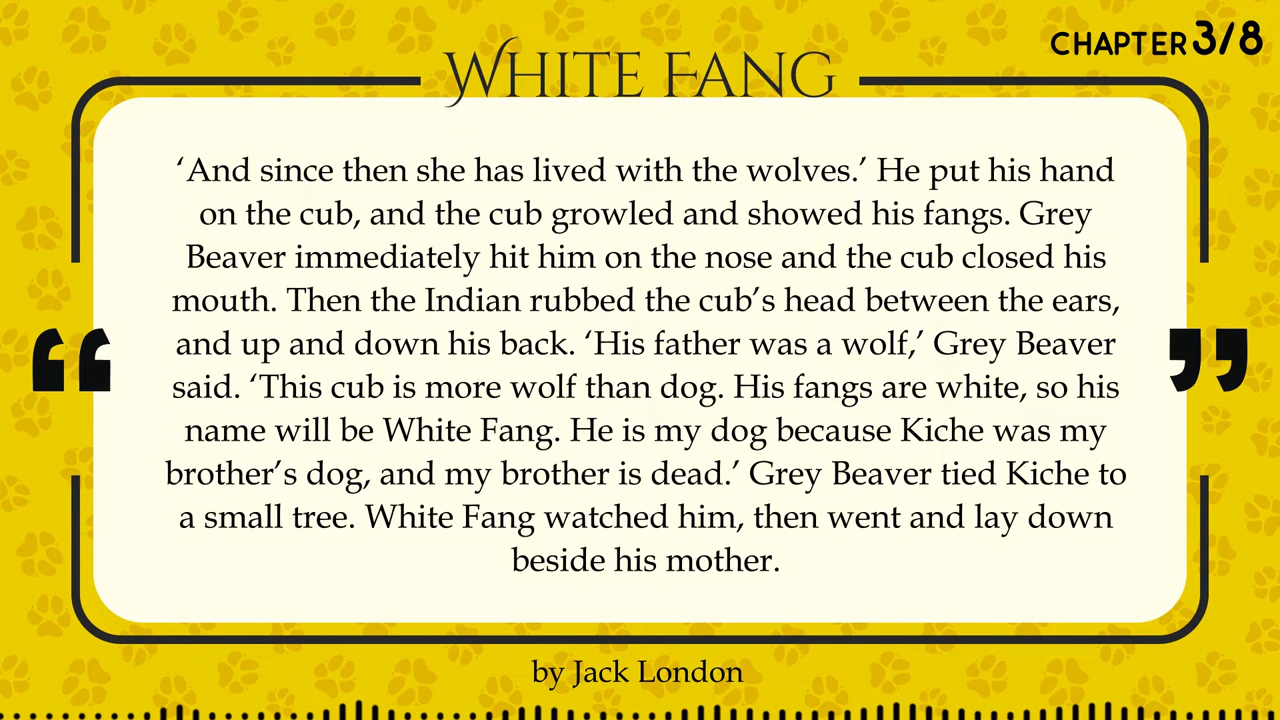 CHAPTER 3/8
WHITE FANG
‘And since then she has lived with the wolves.’ He put his hand
on the cub, and the cub growled and showed his fangs. Grey
Beaver immediately hit him on the nose and the cub closed his
mouth. Then the Indian rubbed the cub’s head between the ears,
and up and down his back. ‘His father was a wolf,’ Grey Beaver
said. ‘This cub is more wolf than dog. His fangs are white, so his
name will be White Fang. He is my dog because Kiche was my
brother’s dog, and my brother is dead.’ Grey Beaver tied Kiche to
a small tree. White Fang watched him, then went and lay down
beside his mother.
“ ”
by Jack London